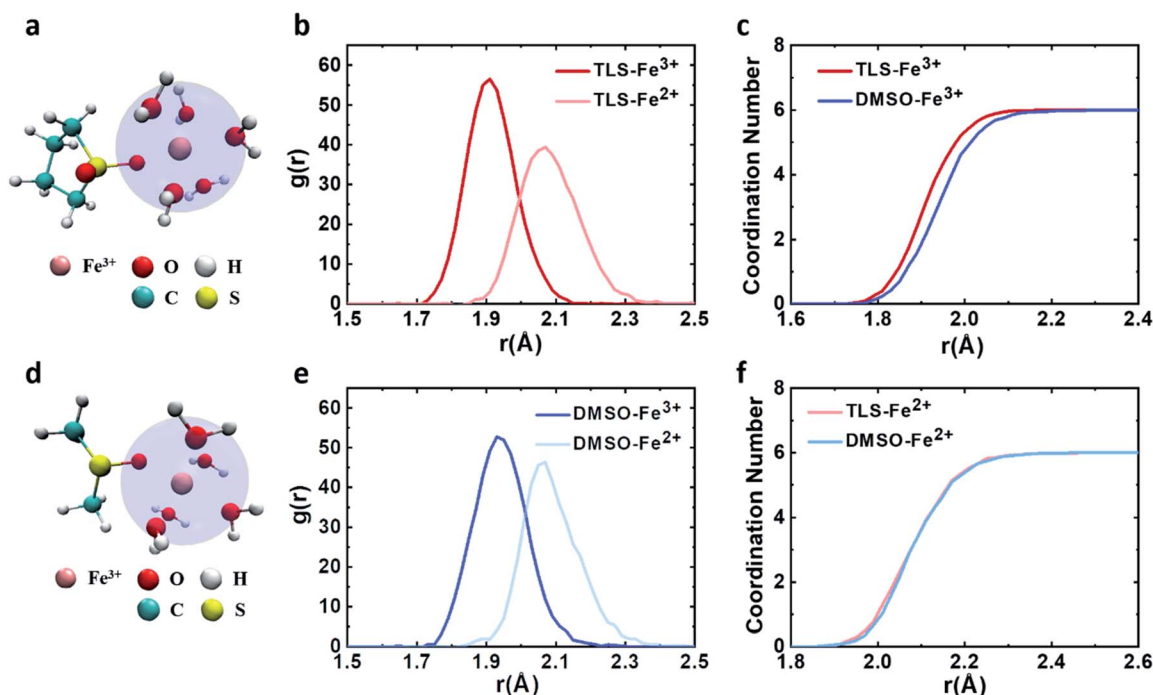 a
Fe³⁺ O H
C S
b
g(r)
60
50
40
30
20
10
0
TLS-Fe³⁺
TLS-Fe²⁺
1.5 1.7 1.9 2.1 2.3 2.5
r(Å)
c
Coordination Number
8
6
4
2
0
TLS-Fe³⁺
DMSO-Fe³⁺
1.6 1.8 2.0 2.2 2.4
r(Å)
d
Fe³⁺ O H
C S
e
g(r)
60
50
40
30
20
10
0
DMSO-Fe³⁺
DMSO-Fe²⁺
1.5 1.7 1.9 2.1 2.3 2.5
r(Å)
f
Coordination Number
8
6
4
2
0
TLS-Fe²⁺
DMSO-Fe²⁺
1.8 2.0 2.2 2.4 2.6
r(Å)